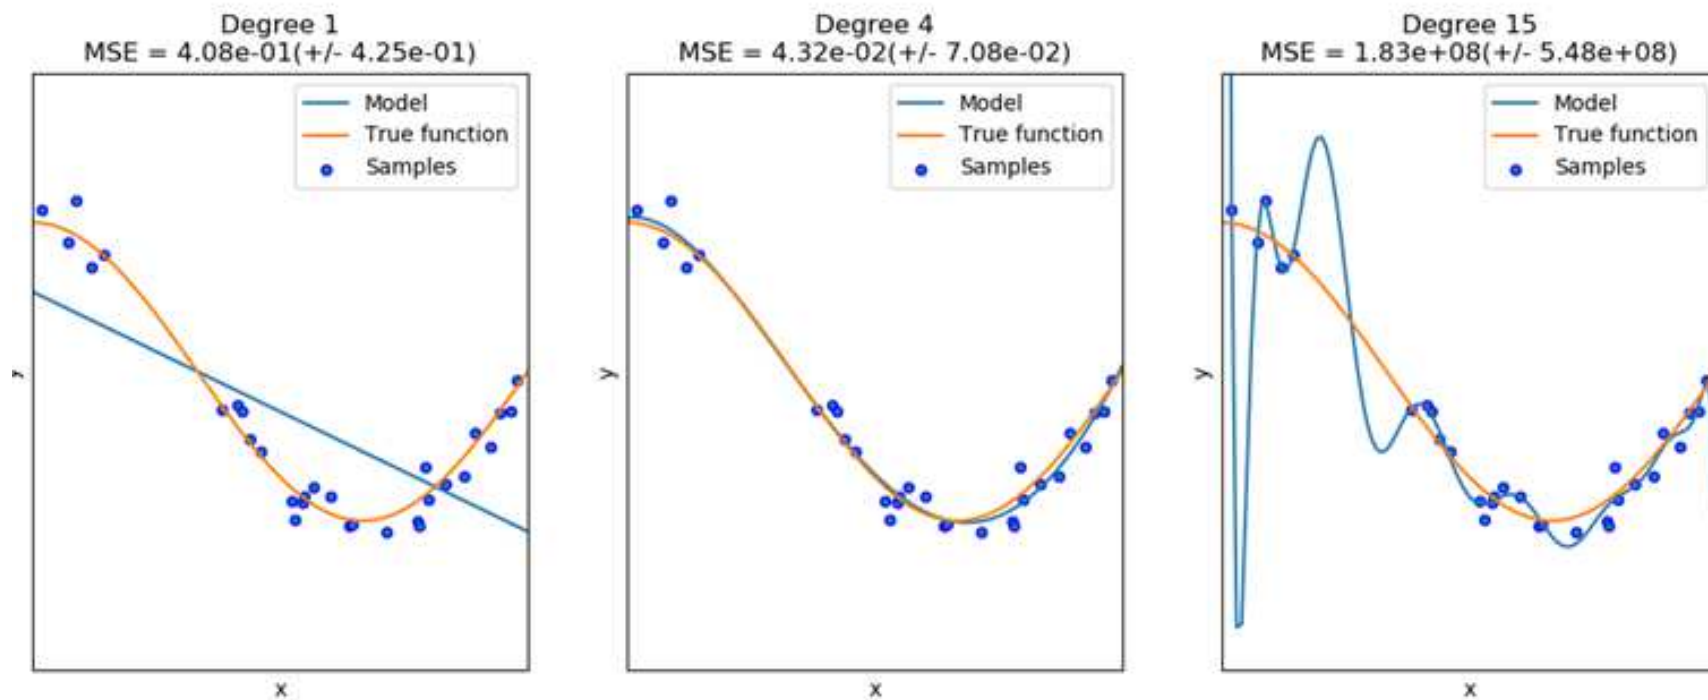 Degree 1
MSE = 4.08e-01(+/- 4.25e-01)
Model
True function
Samples
y
x
Degree 4
MSE = 4.32e-02(+/- 7.08e-02)
Model
True function
Samples
y
x
Degree 15
MSE = 1.83e+08(+/- 5.48e+08)
Model
True function
Samples
y
x